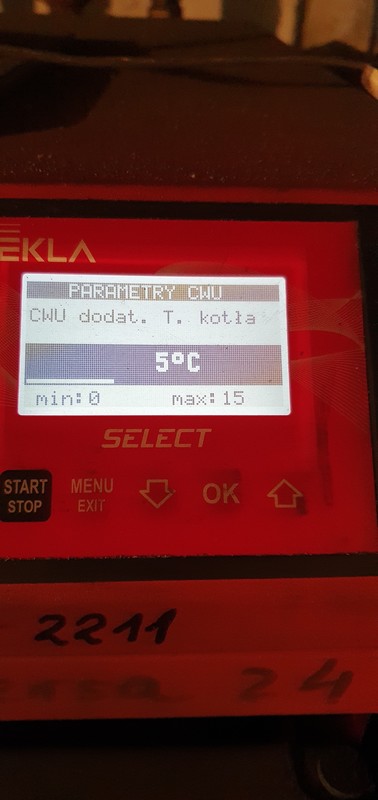 EKLA
PARAMETRY CWU
CWU dodat. T. kotła
5°C
min:0 max:15
SELECT
START
STOP
MENU
EXIT
OK
2211
24